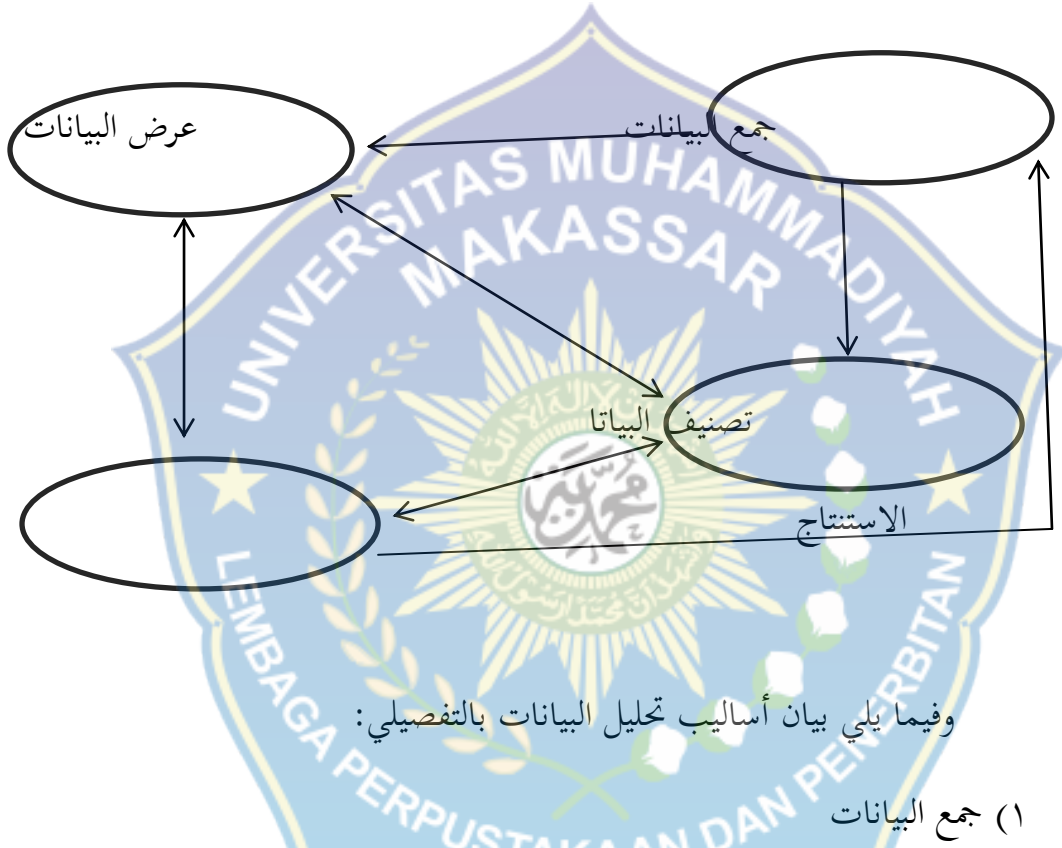 جمع البيانات
عرض البيانات
تصنيف البياتا
الاستنتاج
وفيما يلي بيان أساليب تحليل البيانات بالتفصيلي:
١) جمع البيانات
UNIVERSITAS MUHAMMADIYAH
MAKASSAR
LEMBAGA PERPUSTAKAAN DAN PENERBITAN